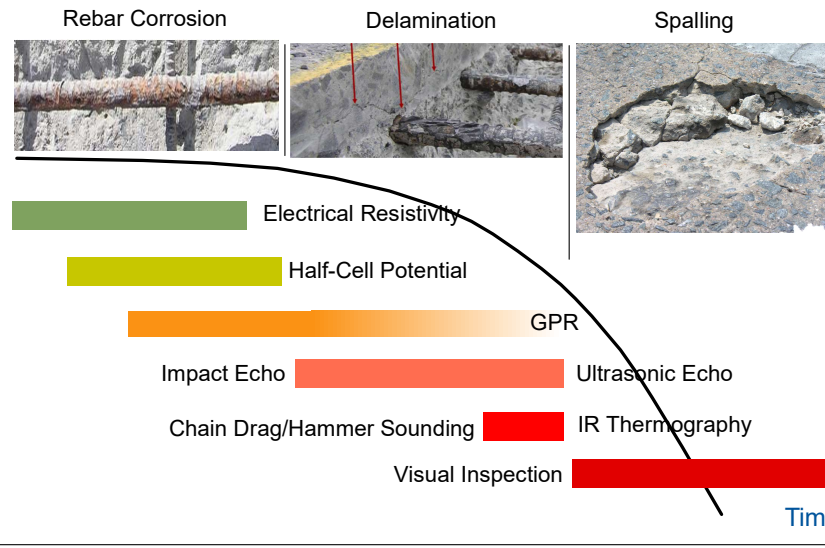 Rebar Corrosion
Delamination
Spalling
Electrical Resistivity
Half-Cell Potential
GPR
Impact Echo
Ultrasonic Echo
Chain Drag/Hammer Sounding
IR Thermography
Visual Inspection
Tim